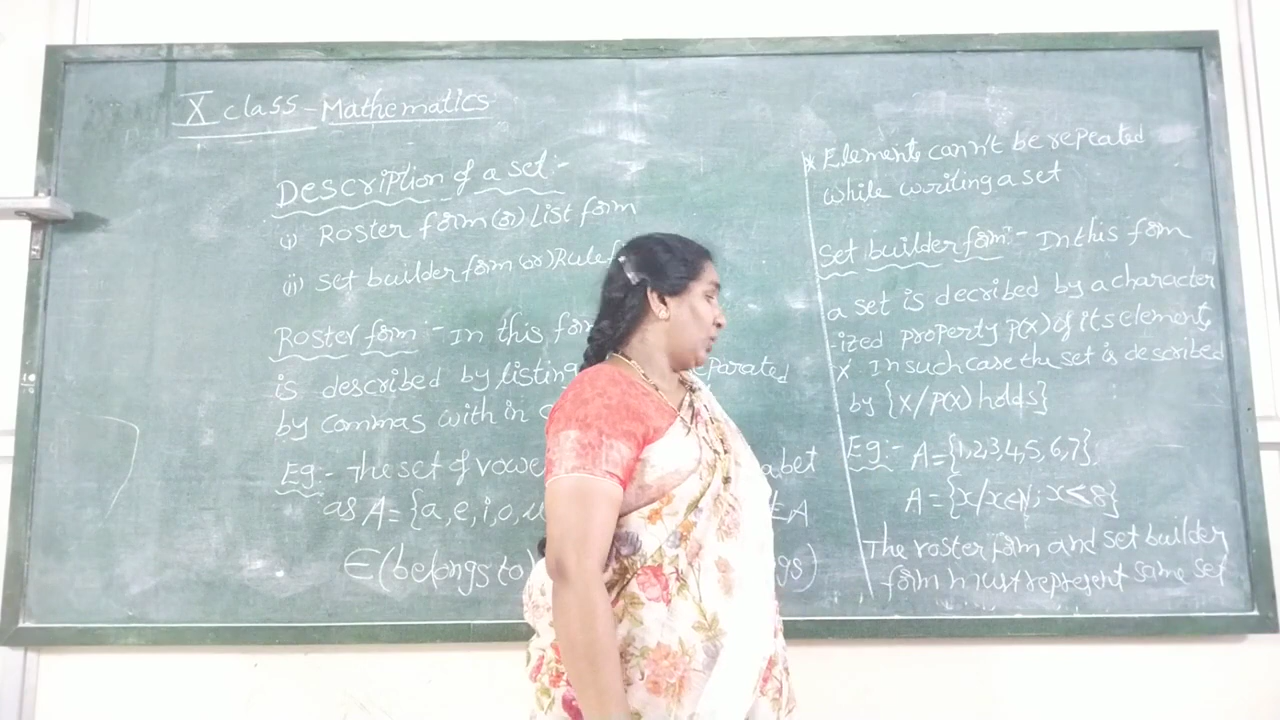 X class - Mathematics
Description of a set:-
(i) Roster form (or) List form
(ii) Set builder form (or) Rule
Roster form :- In this
is described by listing
by commas with in
Eg:- The set of
as A = {a, e, i, o, u
∈ (belongs to)
* Elements cann't be repeated
while writing a set
Set builder form:- In this form
a set is decribed by a character
-ized property P(x) of its elements
* In such case the set is described
by {x/P(x) holds}
Eg:- A = {1,2,3,4,5,6,7}.
A = {x/x∈N; x<8}
The roster form and set builder
form must represent same set